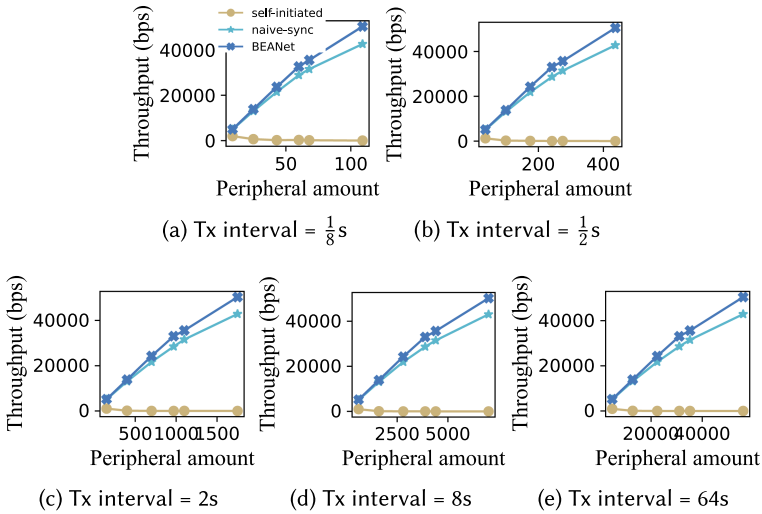 self-initiated
naive-sync
BEANet
Throughput (bps)
40000
20000
0
50 100
Peripheral amount
(a) Tx interval = 1/8 s
Throughput (bps)
40000
20000
0
200 400
Peripheral amount
(b) Tx interval = 1/2 s
Throughput (bps)
40000
20000
0
500 1000 1500
Peripheral amount
(c) Tx interval = 2s
Throughput (bps)
40000
20000
0
2500 5000
Peripheral amount
(d) Tx interval = 8s
Throughput (bps)
40000
20000
0
20000 40000
Peripheral amount
(e) Tx interval = 64s